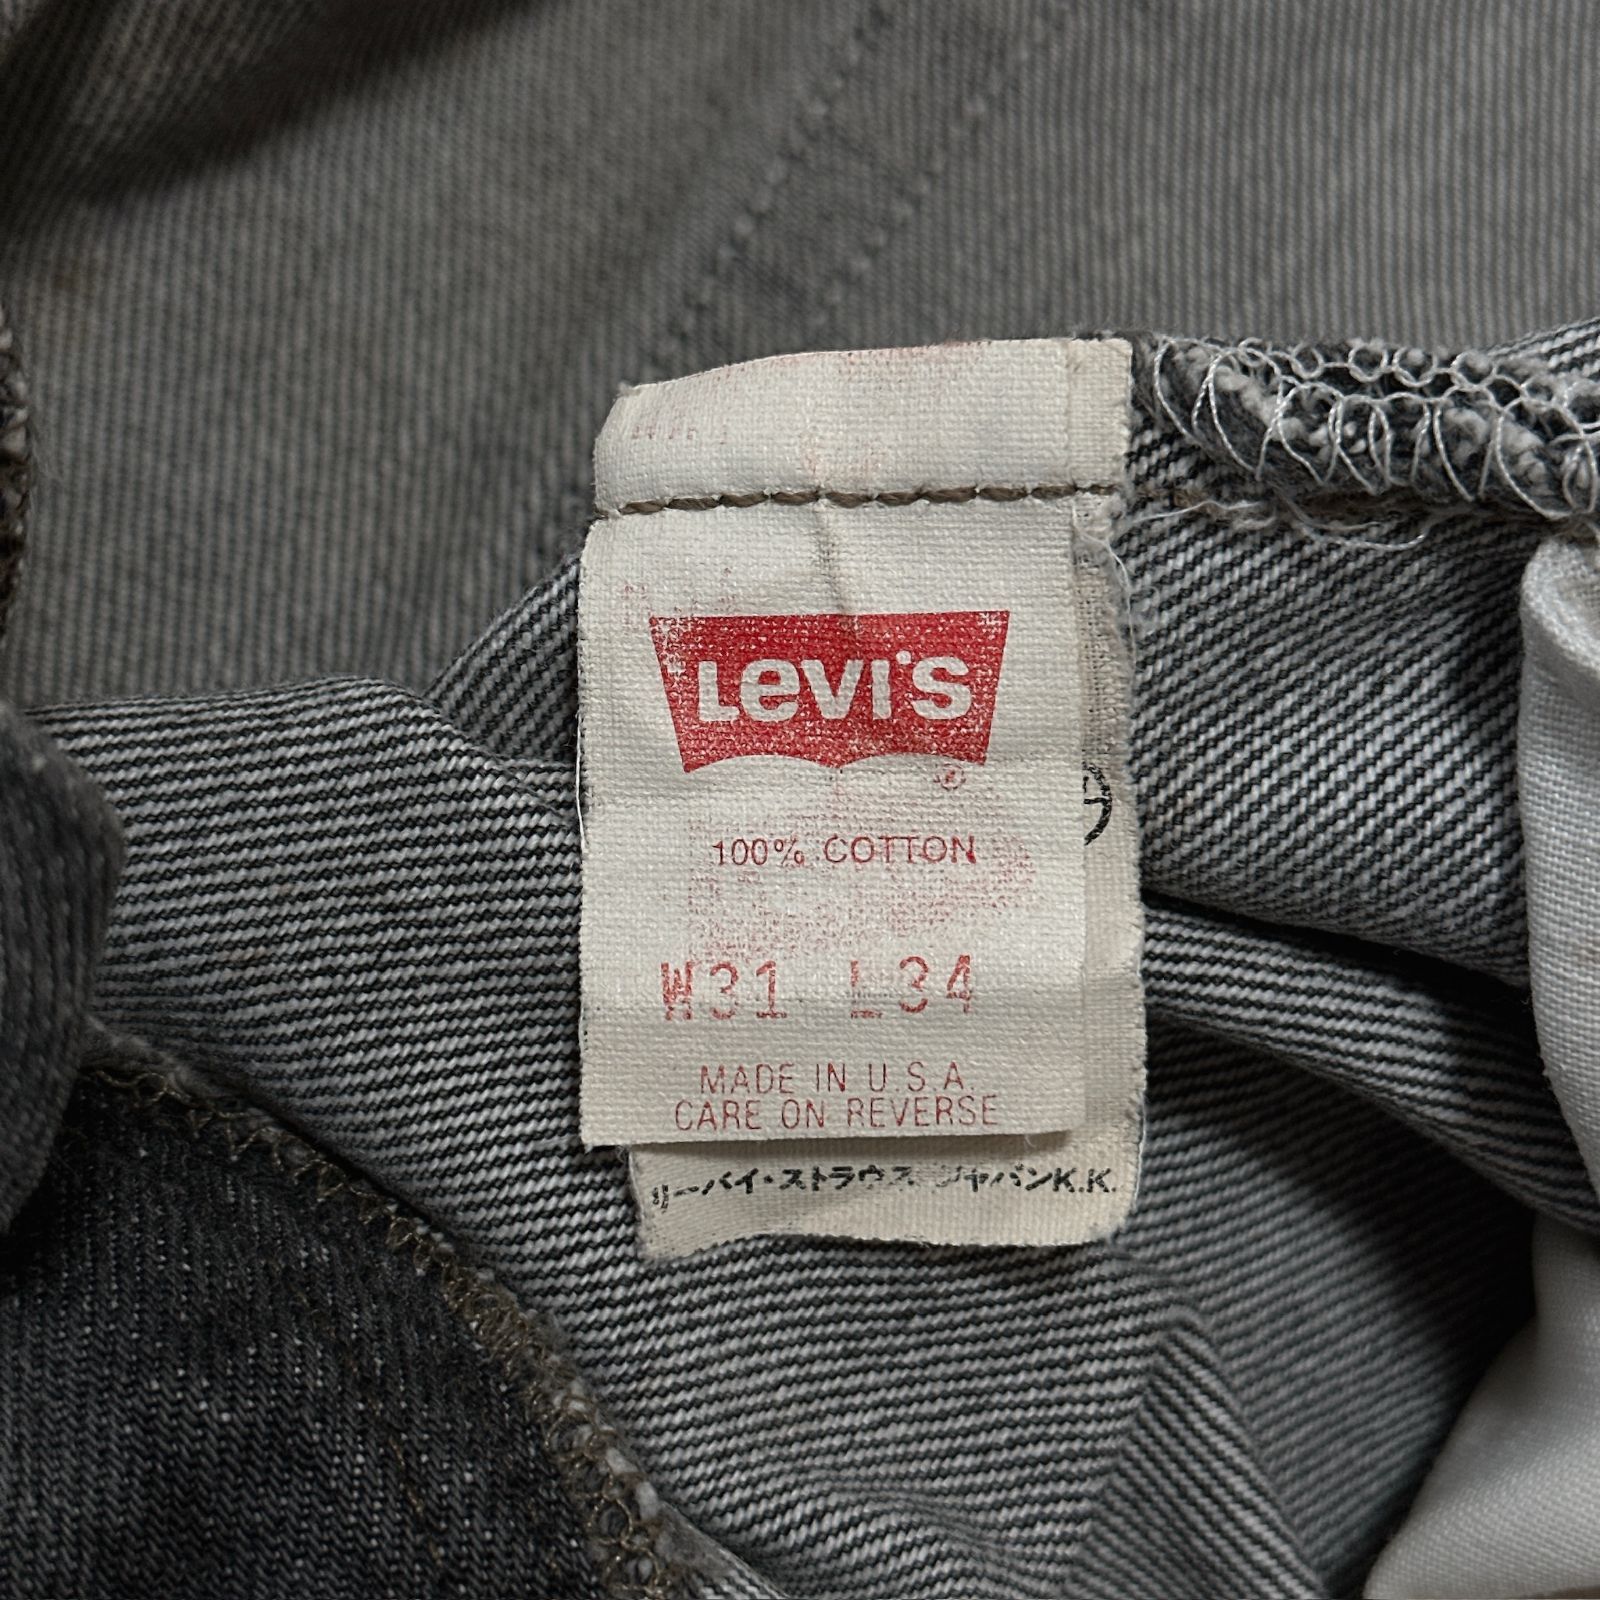 Levi's
®
100% COTTON
W31 L34
MADE IN U.S.A.
CARE ON REVERSE
リーバイ・ストラウス ジャパンK.K.